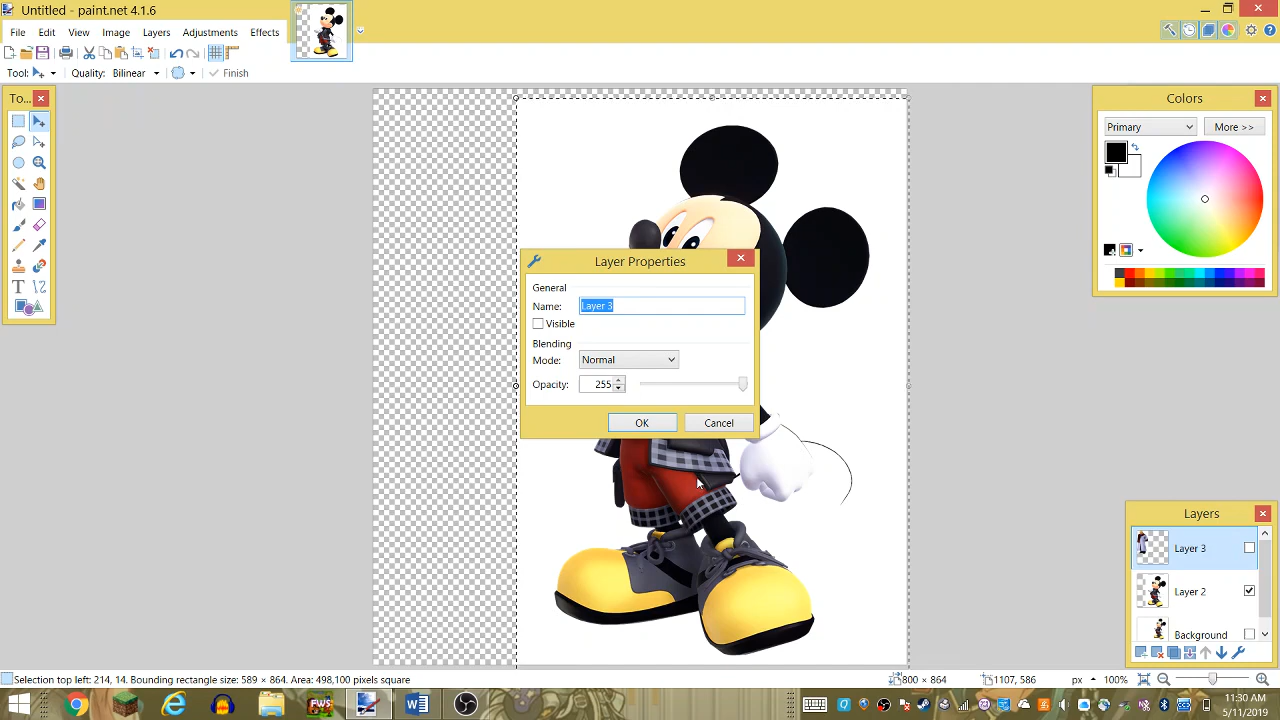 Untitled - paint.net 4.1.6
File Edit View Image Layers Adjustments Effects
Tool: Quality: Bilinear Finish
To...
Colors
Primary More >>
Layer Properties
General
Name: Layer 3
Visible
Blending
Mode: Normal
Opacity: 255
OK Cancel
Layers
Layer 3
Layer 2
Background
Selection top left: 214, 14. Bounding rectangle size: 589 × 864. Area: 498,100 pixels square
800 × 864
1107, 586
px
100%
FWS
11:30 AM
5/11/2019